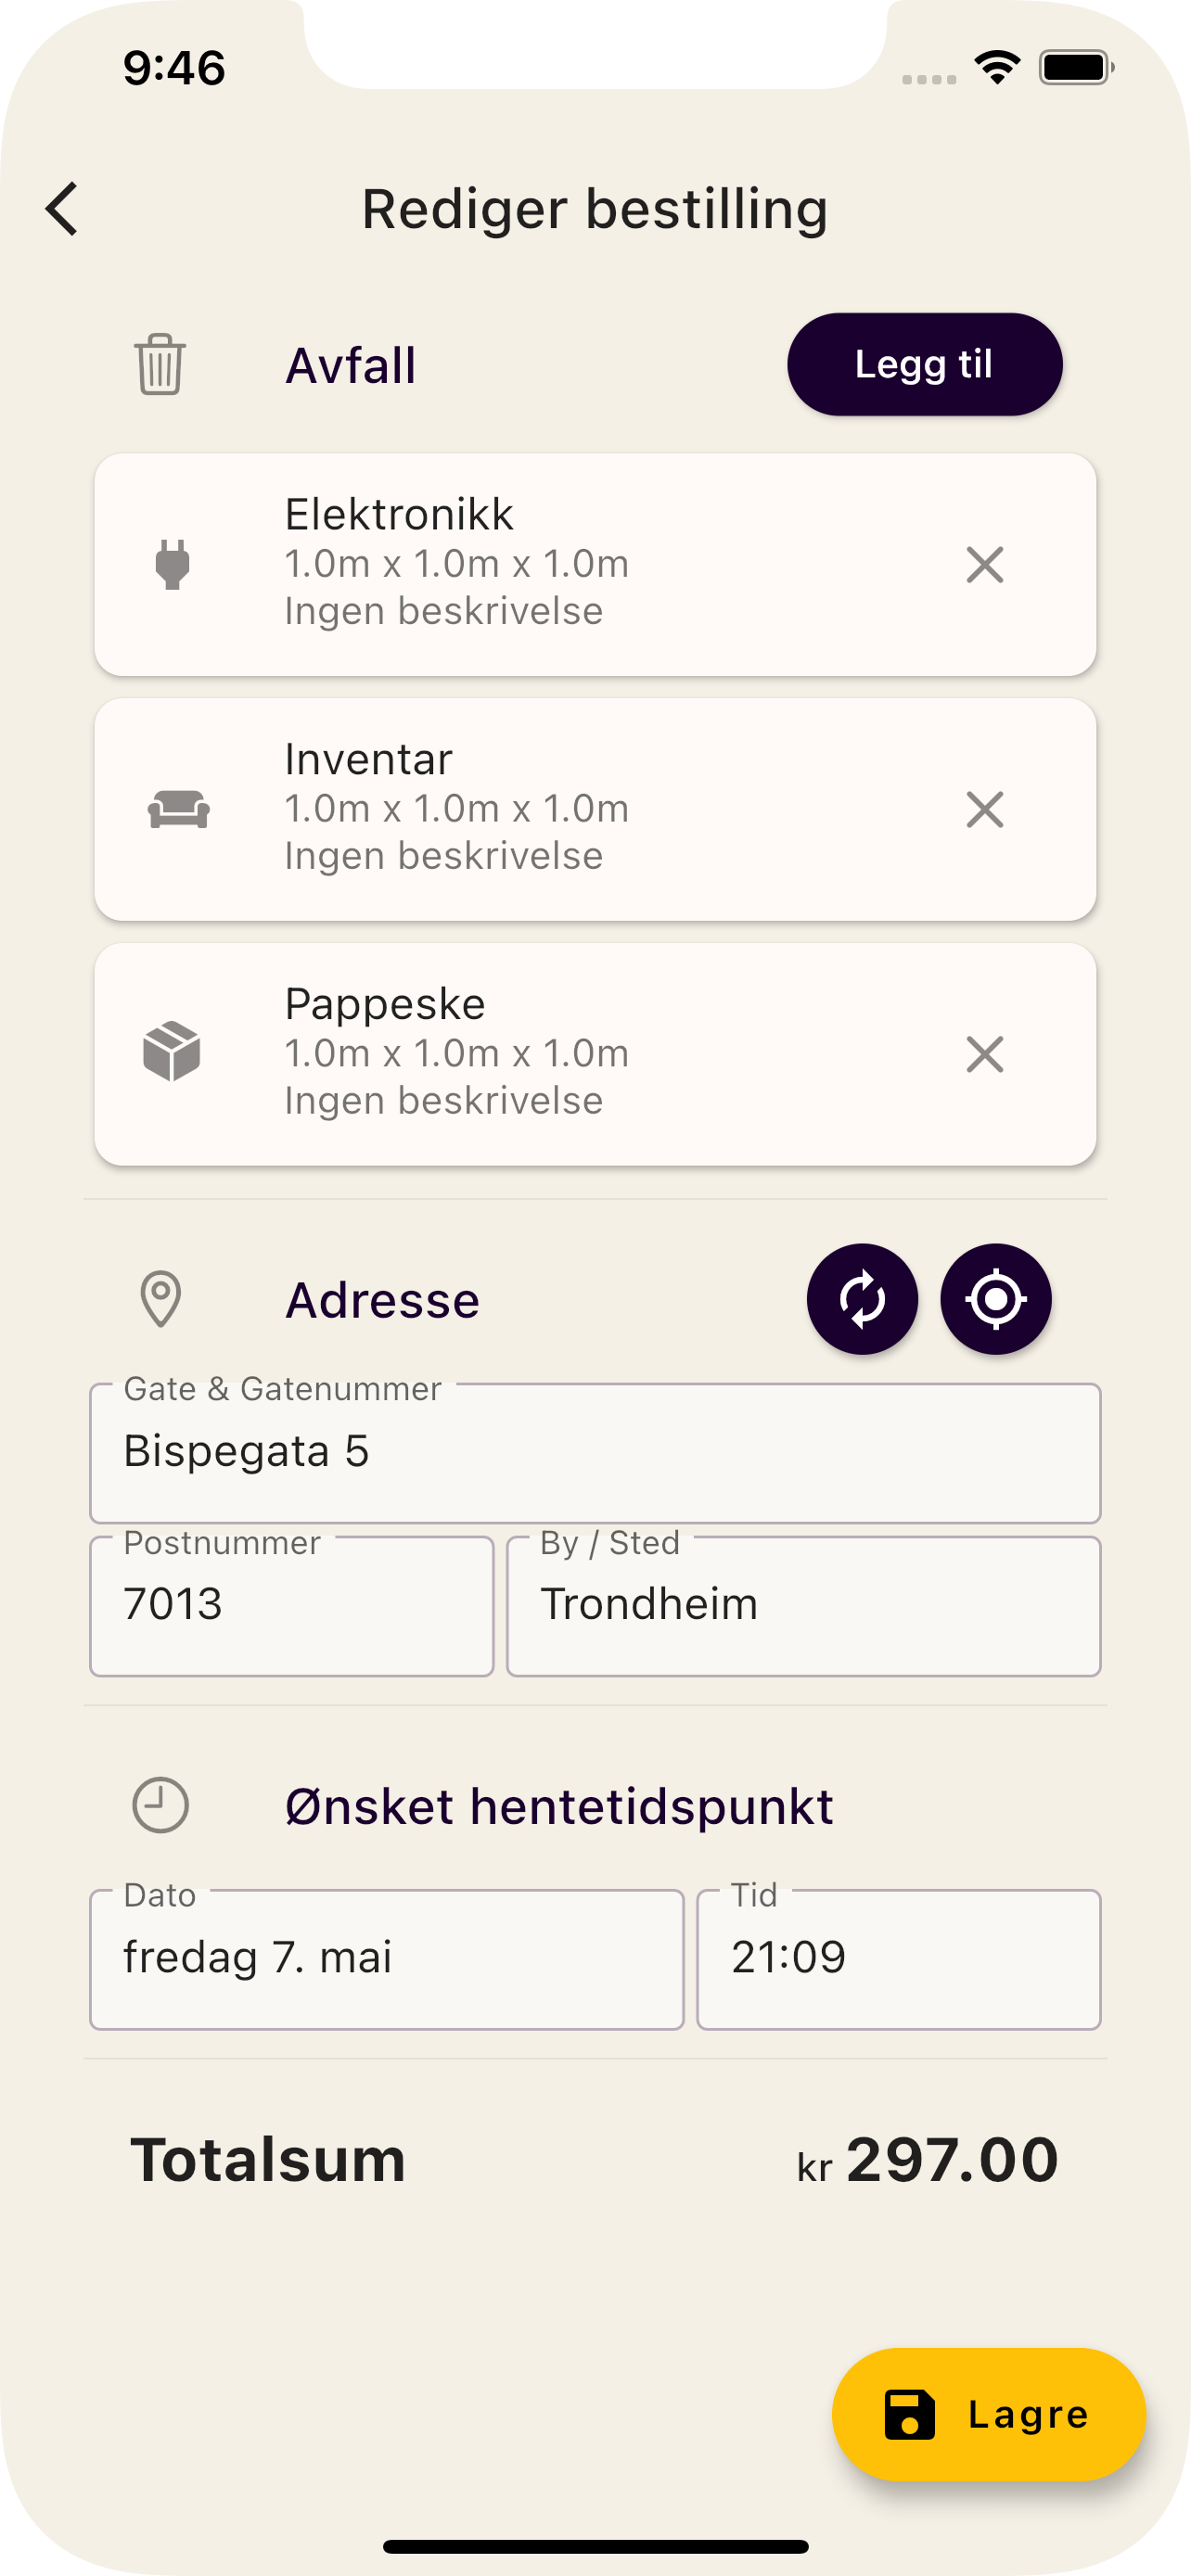 9:46
Rediger bestilling
Avfall
Legg til
Elektronikk
1.0m x 1.0m x 1.0m
Ingen beskrivelse
Inventar
1.0m x 1.0m x 1.0m
Ingen beskrivelse
Pappeske
1.0m x 1.0m x 1.0m
Ingen beskrivelse
Adresse
Gate & Gatenummer
Bispegata 5
Postnummer
7013
By / Sted
Trondheim
Ønsket hentetidspunkt
Dato
fredag 7. mai
Tid
21:09
Totalsum
kr 297.00
Lagre